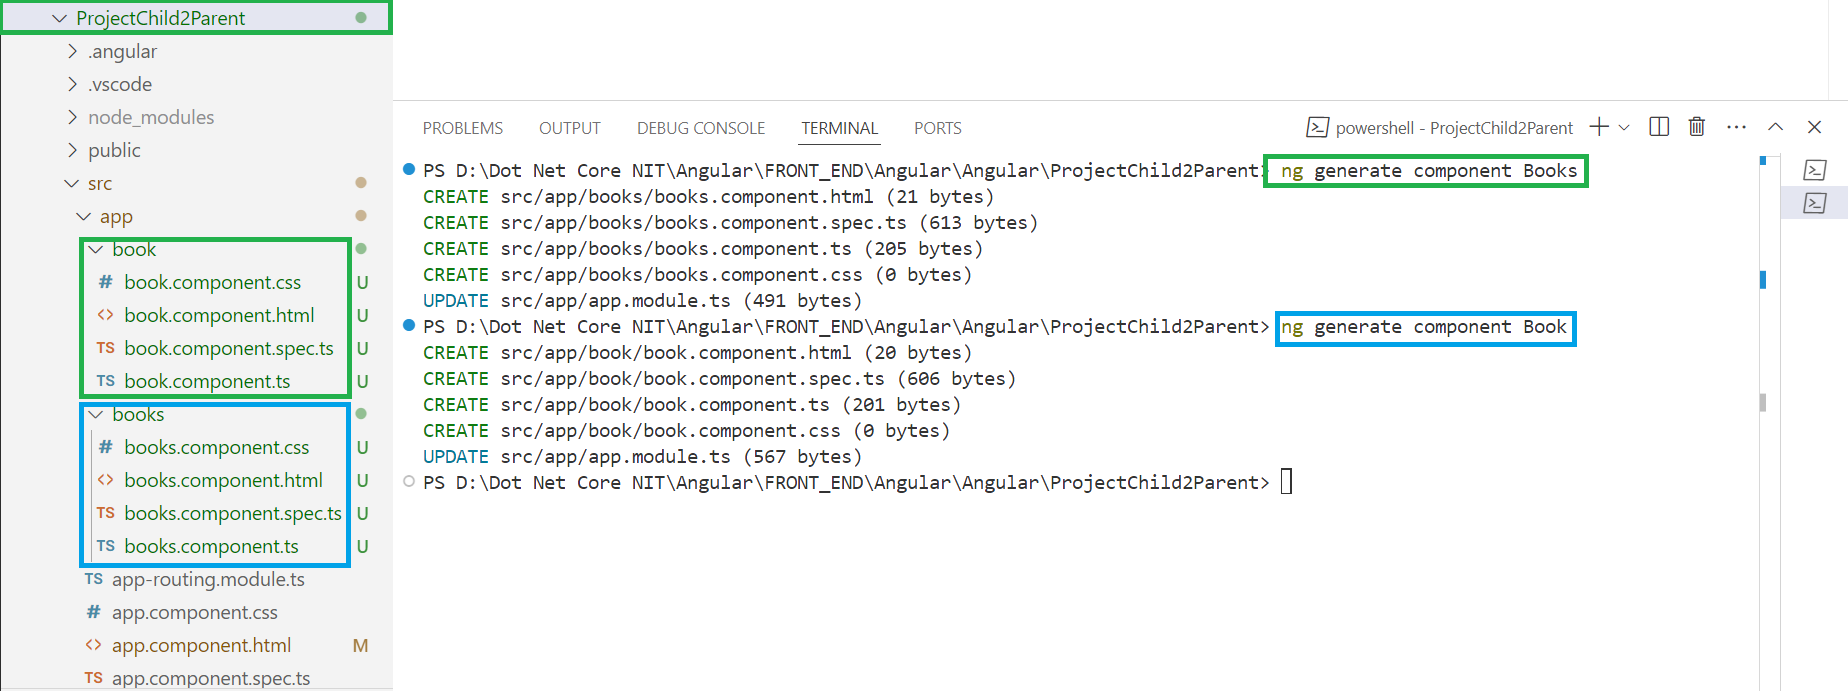 ProjectChild2Parent
.angular
.vscode
node_modules
public
src
app
book
# book.component.css U
<> book.component.html U
TS book.component.spec.ts U
TS book.component.ts U
books
# books.component.css U
<> books.component.html U
TS books.component.spec.ts U
TS books.component.ts U
TS app-routing.module.ts
# app.component.css
<> app.component.html M
TS app.component.spec.ts
PROBLEMS OUTPUT DEBUG CONSOLE TERMINAL PORTS powershell - ProjectChild2Parent
PS D:\Dot Net Core NIT\Angular\FRONT_END\Angular\Angular\ProjectChild2Parent> ng generate component Books
CREATE src/app/books/books.component.html (21 bytes)
CREATE src/app/books/books.component.spec.ts (613 bytes)
CREATE src/app/books/books.component.ts (205 bytes)
CREATE src/app/books/books.component.css (0 bytes)
UPDATE src/app/app.module.ts (491 bytes)
PS D:\Dot Net Core NIT\Angular\FRONT_END\Angular\Angular\ProjectChild2Parent> ng generate component Book
CREATE src/app/book/book.component.html (20 bytes)
CREATE src/app/book/book.component.spec.ts (606 bytes)
CREATE src/app/book/book.component.ts (201 bytes)
CREATE src/app/book/book.component.css (0 bytes)
UPDATE src/app/app.module.ts (567 bytes)
PS D:\Dot Net Core NIT\Angular\FRONT_END\Angular\Angular\ProjectChild2Parent>